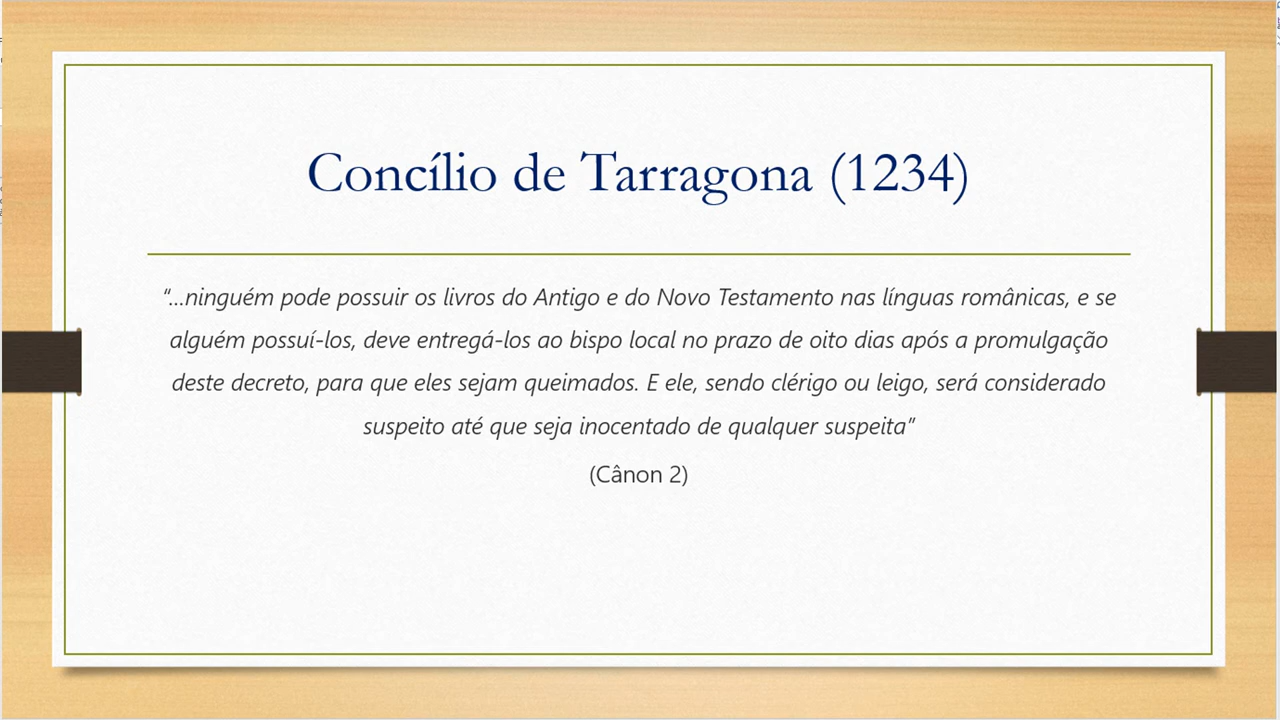 Concílio de Tarragona (1234)
“...ninguém pode possuir os livros do Antigo e do Novo Testamento nas línguas românicas, e se
alguém possuí-los, deve entregá-los ao bispo local no prazo de oito dias após a promulgação
deste decreto, para que eles sejam queimados. E ele, sendo clérigo ou leigo, será considerado
suspeito até que seja inocentado de qualquer suspeita”
(Cânon 2)